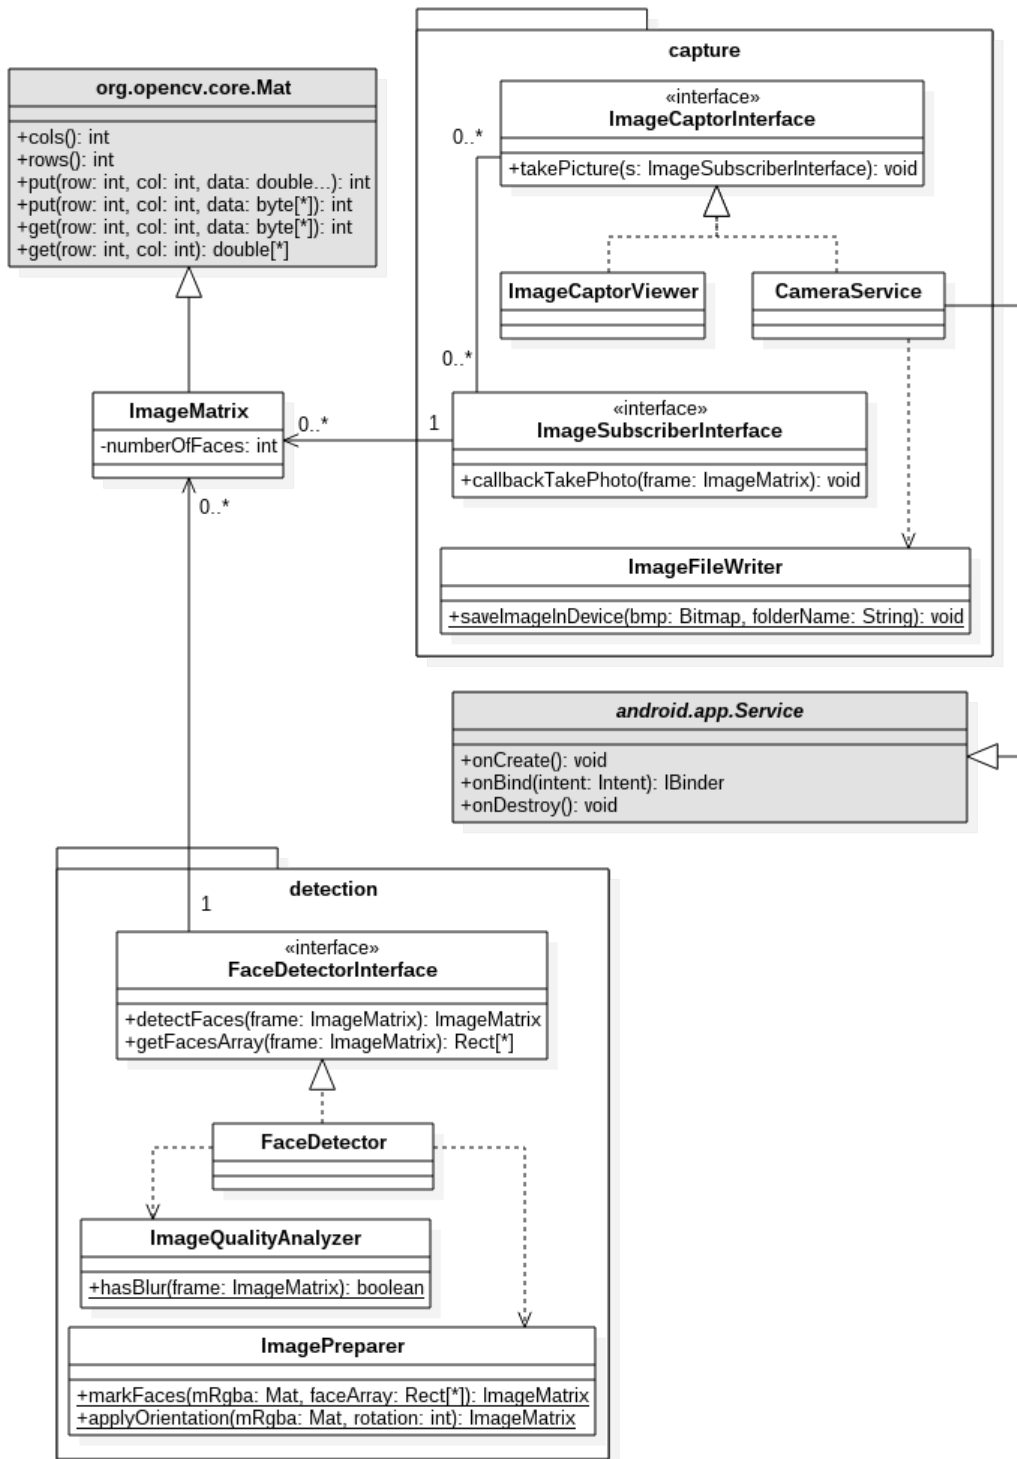 capture
org.opencv.core.Mat
+cols(): int
+rows(): int
+put(row: int, col: int, data: double...): int
+put(row: int, col: int, data: byte[*]): int
+get(row: int, col: int, data: byte[*]): int
+get(row: int, col: int): double[*]
«interface»
ImageCaptorInterface
+takePicture(s: ImageSubscriberInterface): void
0..*
ImageCaptorViewer
CameraService
0..*
ImageMatrix
-numberOfFaces: int
0..*
1
«interface»
ImageSubscriberInterface
+callbackTakePhoto(frame: ImageMatrix): void
0..*
ImageFileWriter
+saveImageInDevice(bmp: Bitmap, folderName: String): void
android.app.Service
+onCreate(): void
+onBind(intent: Intent): IBinder
+onDestroy(): void
detection
1
«interface»
FaceDetectorInterface
+detectFaces(frame: ImageMatrix): ImageMatrix
+getFacesArray(frame: ImageMatrix): Rect[*]
FaceDetector
ImageQualityAnalyzer
+hasBlur(frame: ImageMatrix): boolean
ImagePreparer
+markFaces(mRgba: Mat, faceArray: Rect[*]): ImageMatrix
+applyOrientation(mRgba: Mat, rotation: int): ImageMatrix